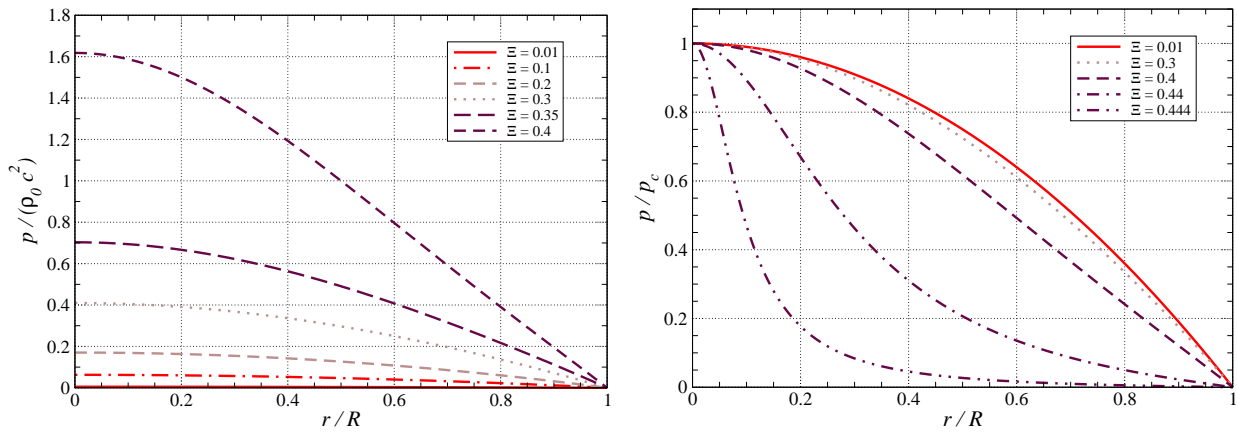 1.8
1.6
1.4
1.2
1
0.8
0.6
0.4
0.2
0
p / (ρ₀ c²)
Ξ = 0.01
Ξ = 0.1
Ξ = 0.2
Ξ = 0.3
Ξ = 0.35
Ξ = 0.4
0 0.2 0.4 0.6 0.8 1
r / R
1
0.8
0.6
0.4
0.2
0
p / p_c
Ξ = 0.01
Ξ = 0.3
Ξ = 0.4
Ξ = 0.44
Ξ = 0.444
0 0.2 0.4 0.6 0.8 1
r / R